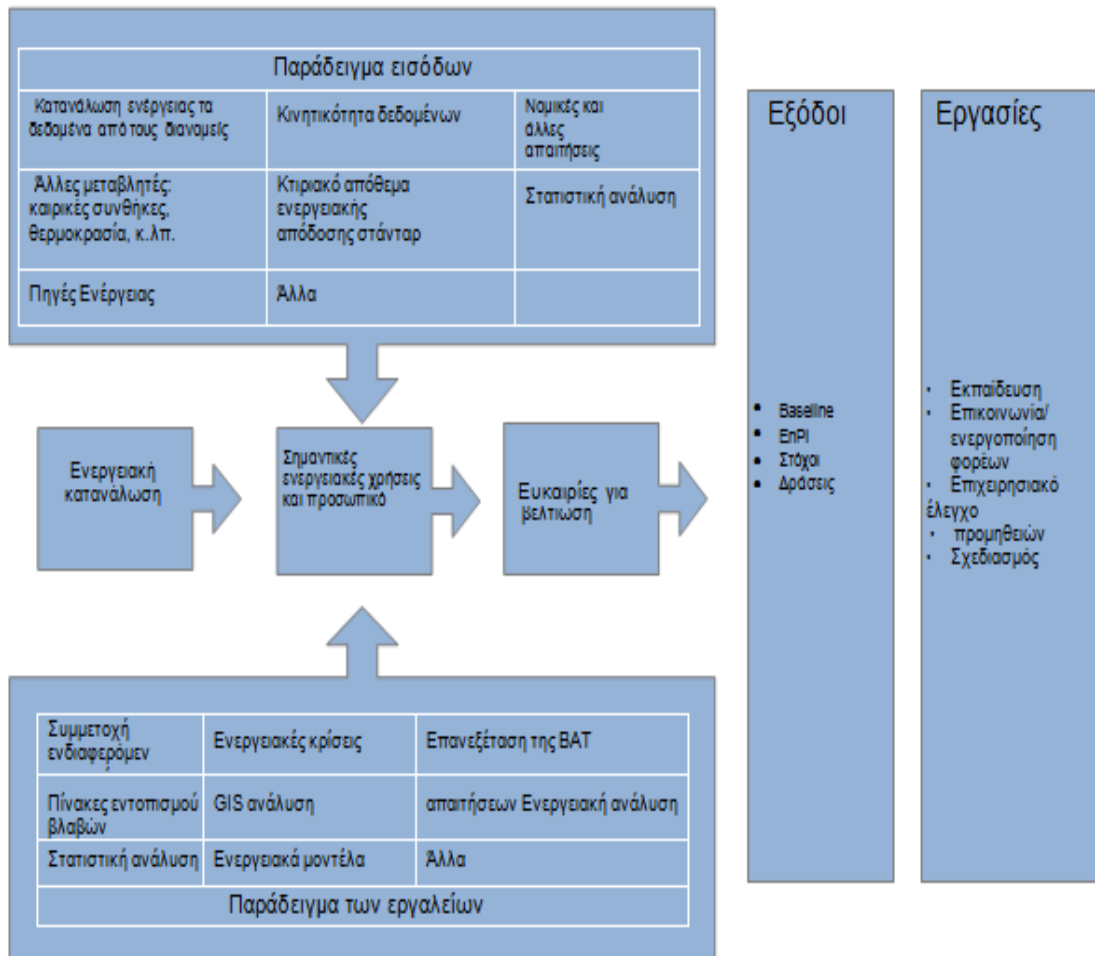 Παράδειγμα εισόδων
Κατανάλωση ενέργειας τα
δεδομένα από τους διανομείς
Κινητικότητα δεδομένων
Νομικές και
άλλες
απαιτήσεις
Άλλες μεταβλητές:
καιρικές συνθήκες,
θερμοκρασία, κ.λπ.
Κτιριακό απόθεμα
ενεργειακής
απόδοσης στάνταρ
Στατιστική ανάλυση
Πηγές Ενέργειας
Άλλα
Ενεργειακή
κατανάλωση
Σημαντικές
ενεργειακές χρήσεις
και προσωπικό
Ευκαιρίες για
βελτίωση
Συμμετοχή
ενδιαφερόμεν
Ενεργειακές κρίσεις
Επανεξέταση της BAT
Πίνακες εντοπισμού
βλαβών
GIS ανάλυση
απαιτήσεων Ενεργειακή ανάλυση
Στατιστική ανάλυση
Ενεργειακά μοντέλα
Άλλα
Παράδειγμα των εργαλείων
Εξόδοι
• Baseline
• EnPI
• Στόχοι
• Δράσεις
Εργασίες
· Εκπαίδευση
· Επικοινωνία/
ενεργοποίηση
φορέων
· Επιχειρησιακό
έλεγχο
· προμηθειών
· Σχεδιασμός